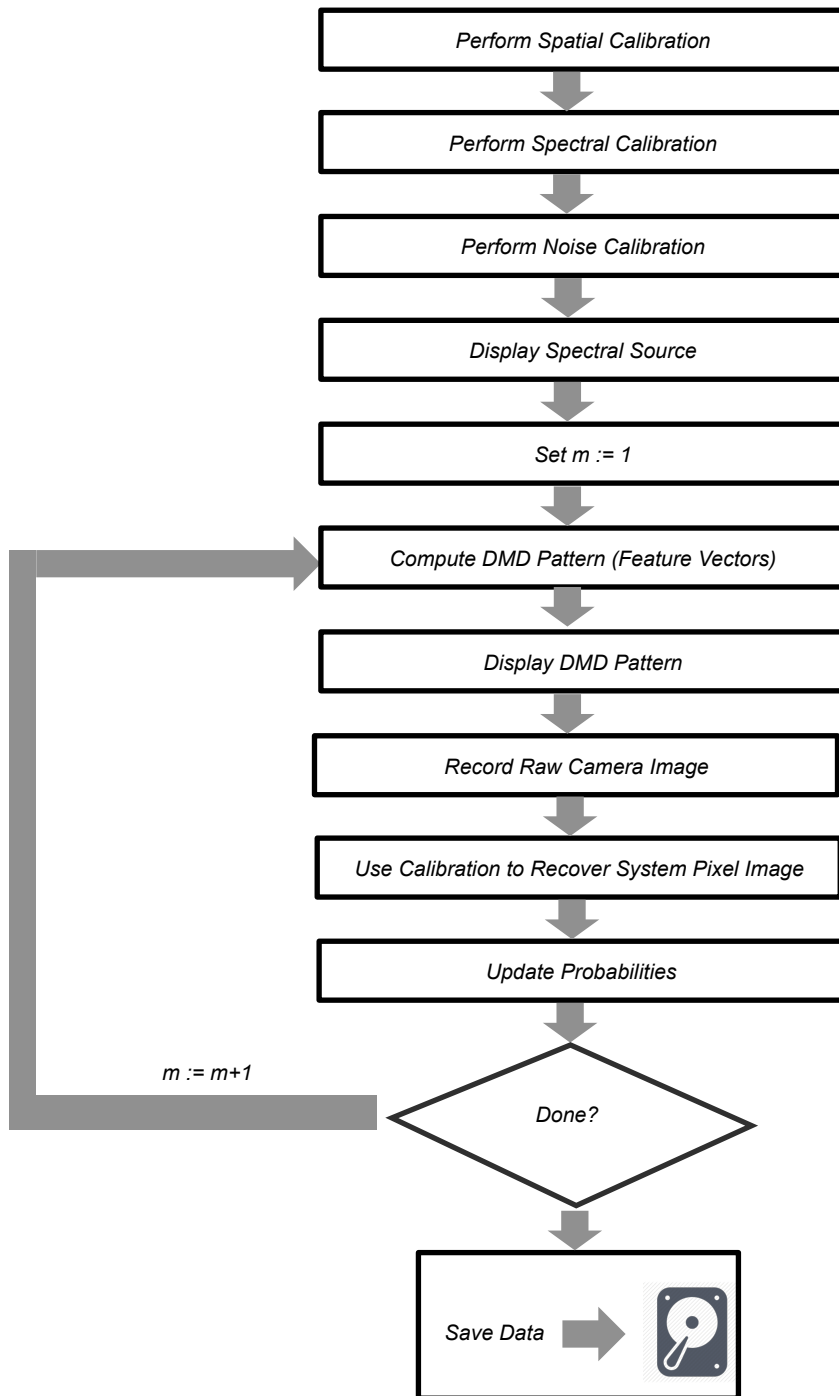 Perform Spatial Calibration
Perform Spectral Calibration
Perform Noise Calibration
Display Spectral Source
Set m := 1
Compute DMD Pattern (Feature Vectors)
Display DMD Pattern
Record Raw Camera Image
Use Calibration to Recover System Pixel Image
Update Probabilities
m := m+1
Done?
Save Data